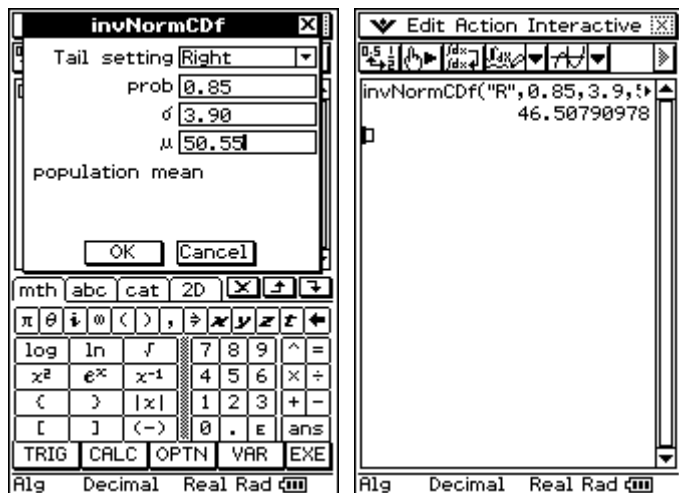 invNormCDf
Tail setting Right
prob 0.85
σ 3.90
μ 50.55
population mean
OK Cancel
mth abc cat 2D
π θ i ∞ ( ) , ⇒ x y z t
log ln √ 7 8 9 ^ =
x² eˣ x⁻¹ 4 5 6 × ÷
( ) |x| 1 2 3 + −
[ ] (−) 0 . E ans
TRIG CALC OPTN VAR EXE
Alg Decimal Real Rad
Edit Action Interactive
invNormCDf("R",0.85,3.9,
46.50790978
Alg Decimal Real Rad